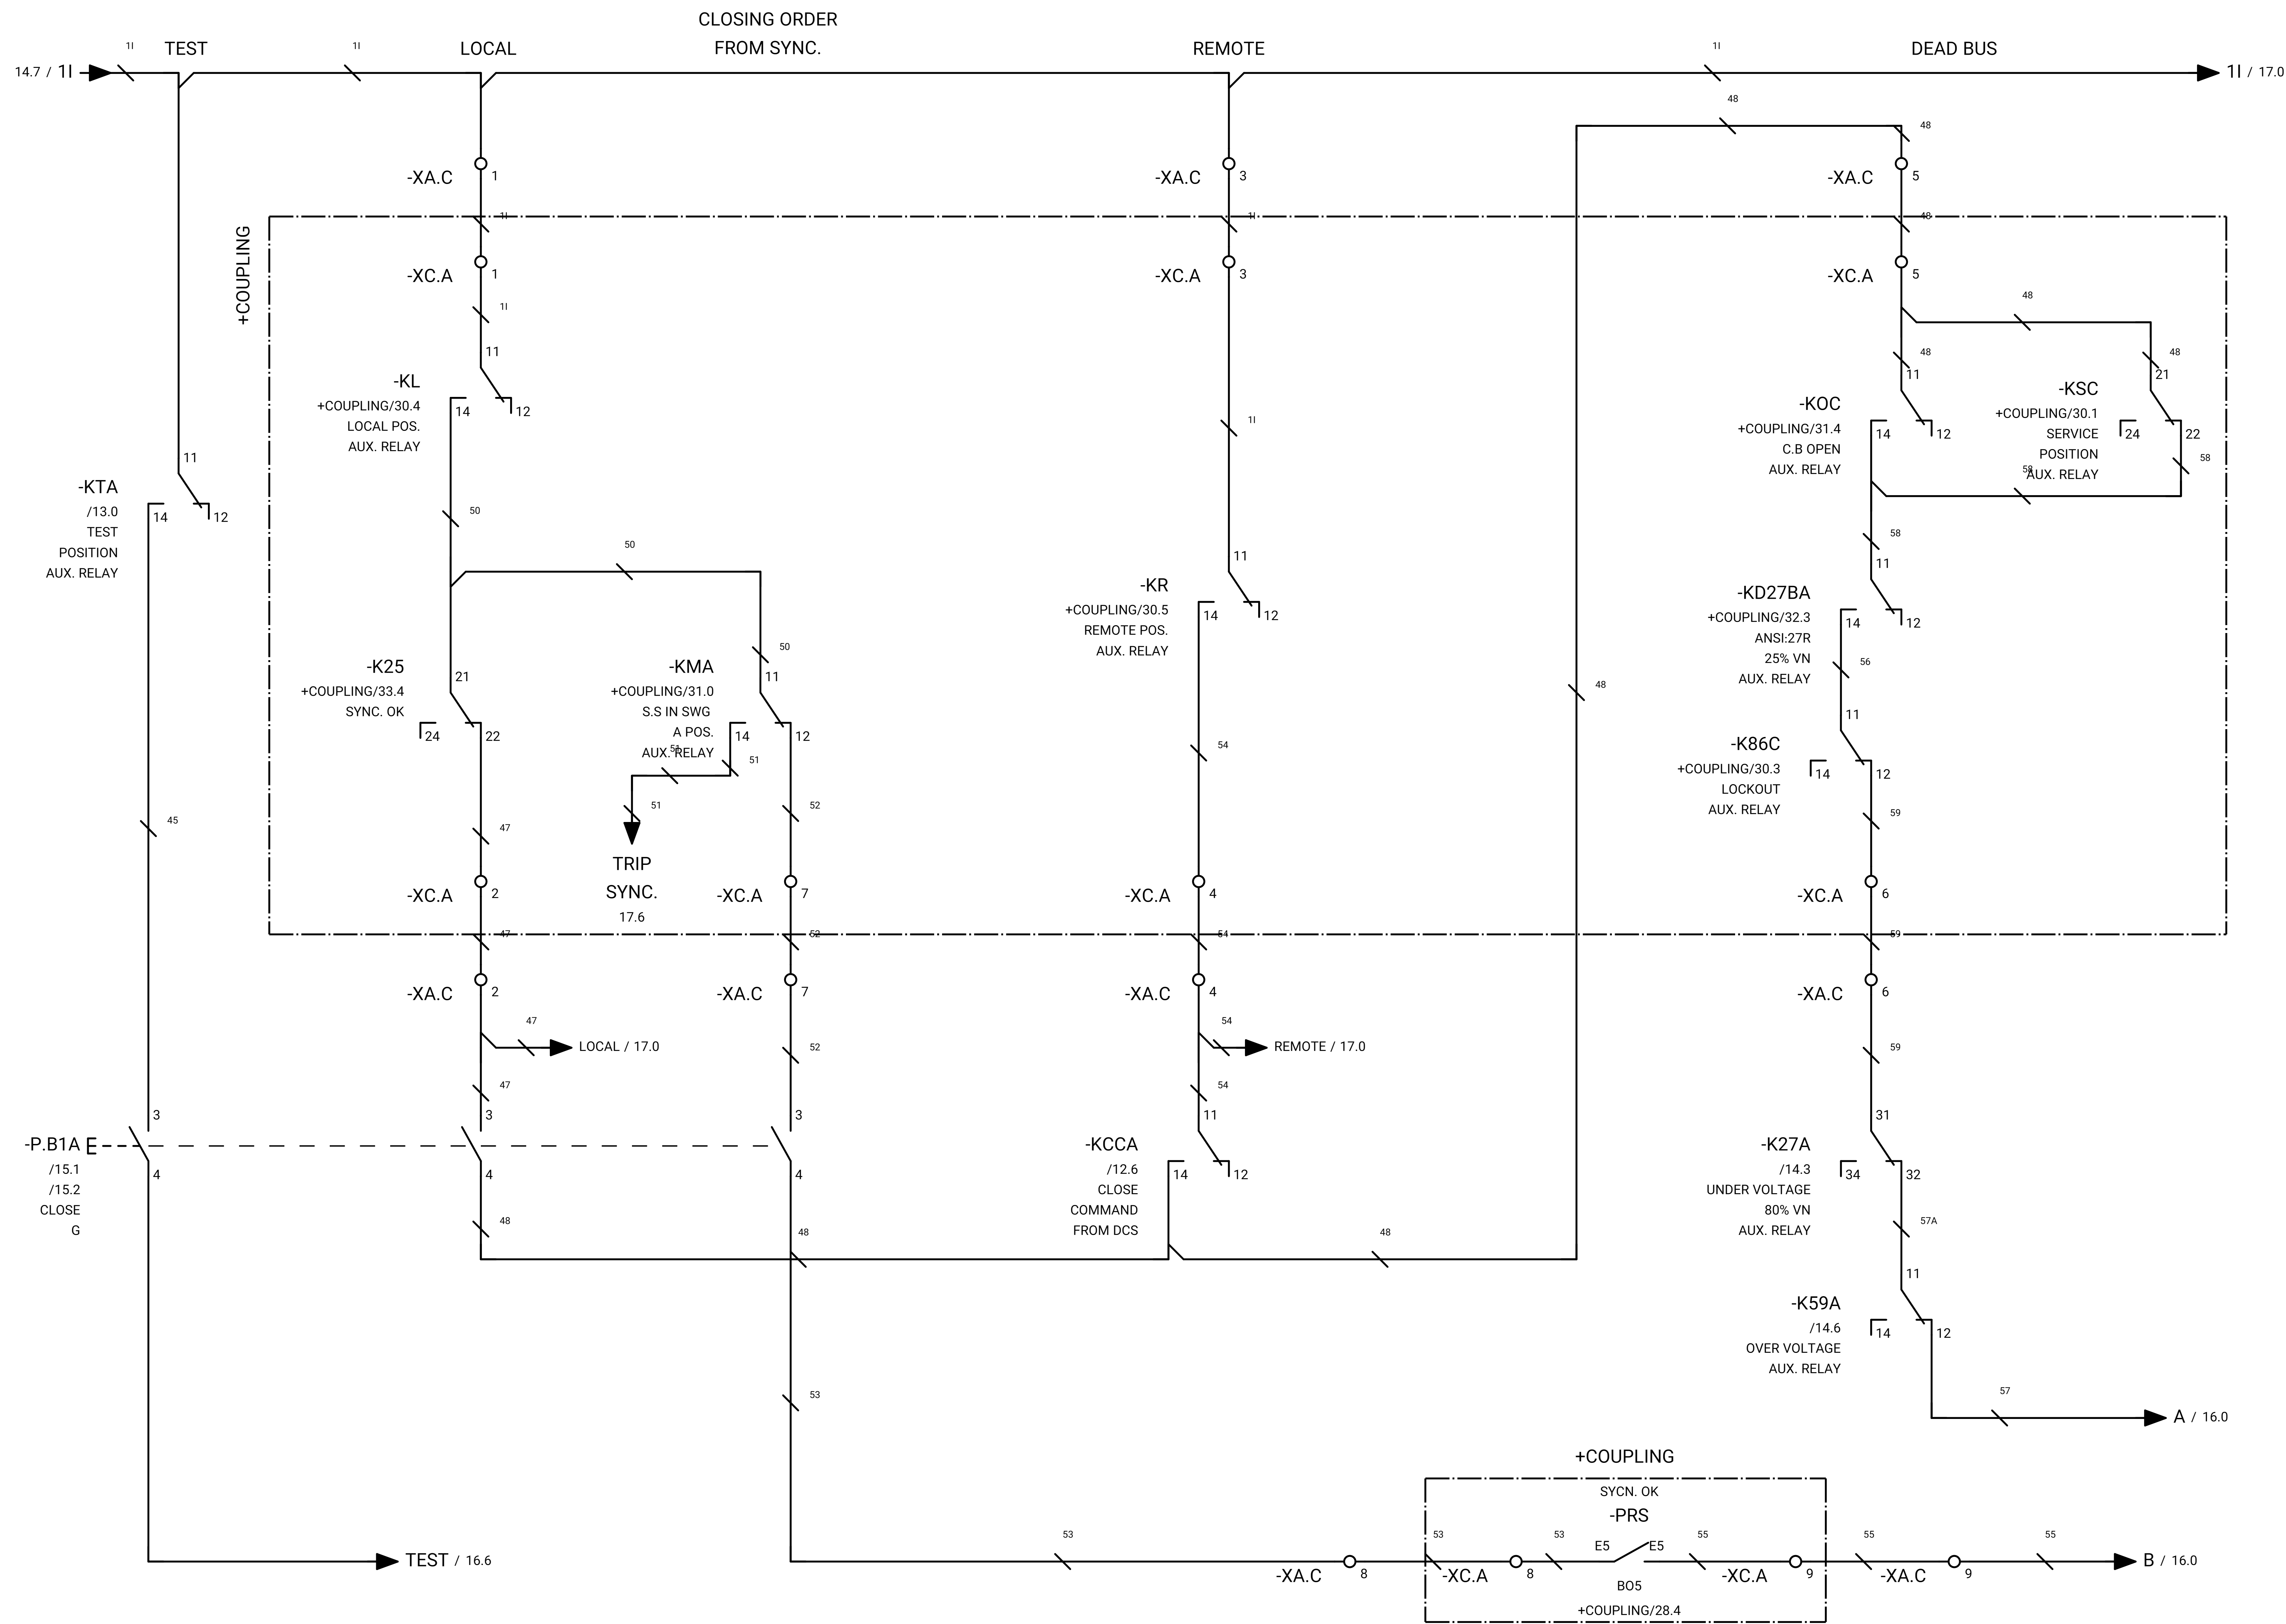 CLOSING ORDER
FROM SYNC.
TEST
LOCAL
REMOTE
DEAD BUS
14.7 / 1I
1I
1I
1I
1I / 17.0
48
48
-XA.C
1
-XA.C
3
-XA.C
5
1I
1I
48
+COUPLING
-XC.A
1
-XC.A
3
-XC.A
5
1I
48
11
48
11
48
21
-KL
+COUPLING/30.4
LOCAL POS.
AUX. RELAY
14
12
1I
-KOC
+COUPLING/31.4
C.B OPEN
AUX. RELAY
14
12
-KSC
+COUPLING/30.1
SERVICE
POSITION
AUX. RELAY
24
22
58
58
11
-KTA
/13.0
TEST
POSITION
AUX. RELAY
14
12
50
50
58
11
-KR
+COUPLING/30.5
REMOTE POS.
AUX. RELAY
11
14
12
-KD27BA
+COUPLING/32.3
ANSI:27R
25% VN
AUX. RELAY
14
12
50
-K25
+COUPLING/33.4
SYNC. OK
21
24
22
-KMA
+COUPLING/31.0
S.S IN SWG
A POS.
AUX. RELAY
11
14
12
51
51
51
TRIP
SYNC.
17.6
54
48
56
11
-K86C
+COUPLING/30.3
LOCKOUT
AUX. RELAY
14
12
45
47
52
59
-XC.A
2
-XC.A
7
-XC.A
4
-XC.A
6
47
52
54
59
-XA.C
2
-XA.C
7
-XA.C
4
-XA.C
6
47
LOCAL / 17.0
54
REMOTE / 17.0
52
59
47
54
3
3
3
11
31
-P.B1A
/15.1
/15.2
CLOSE
G
4
4
4
-KCCA
/12.6
CLOSE
COMMAND
FROM DCS
14
12
-K27A
/14.3
UNDER VOLTAGE
80% VN
AUX. RELAY
34
32
48
48
48
57A
11
-K59A
/14.6
OVER VOLTAGE
AUX. RELAY
14
12
53
57
A / 16.0
+COUPLING
SYCN. OK
-PRS
TEST / 16.6
53
-XA.C
8
53
-XC.A
8
53
E5
E5
BO5
+COUPLING/28.4
55
-XC.A
9
55
-XA.C
9
55
B / 16.0